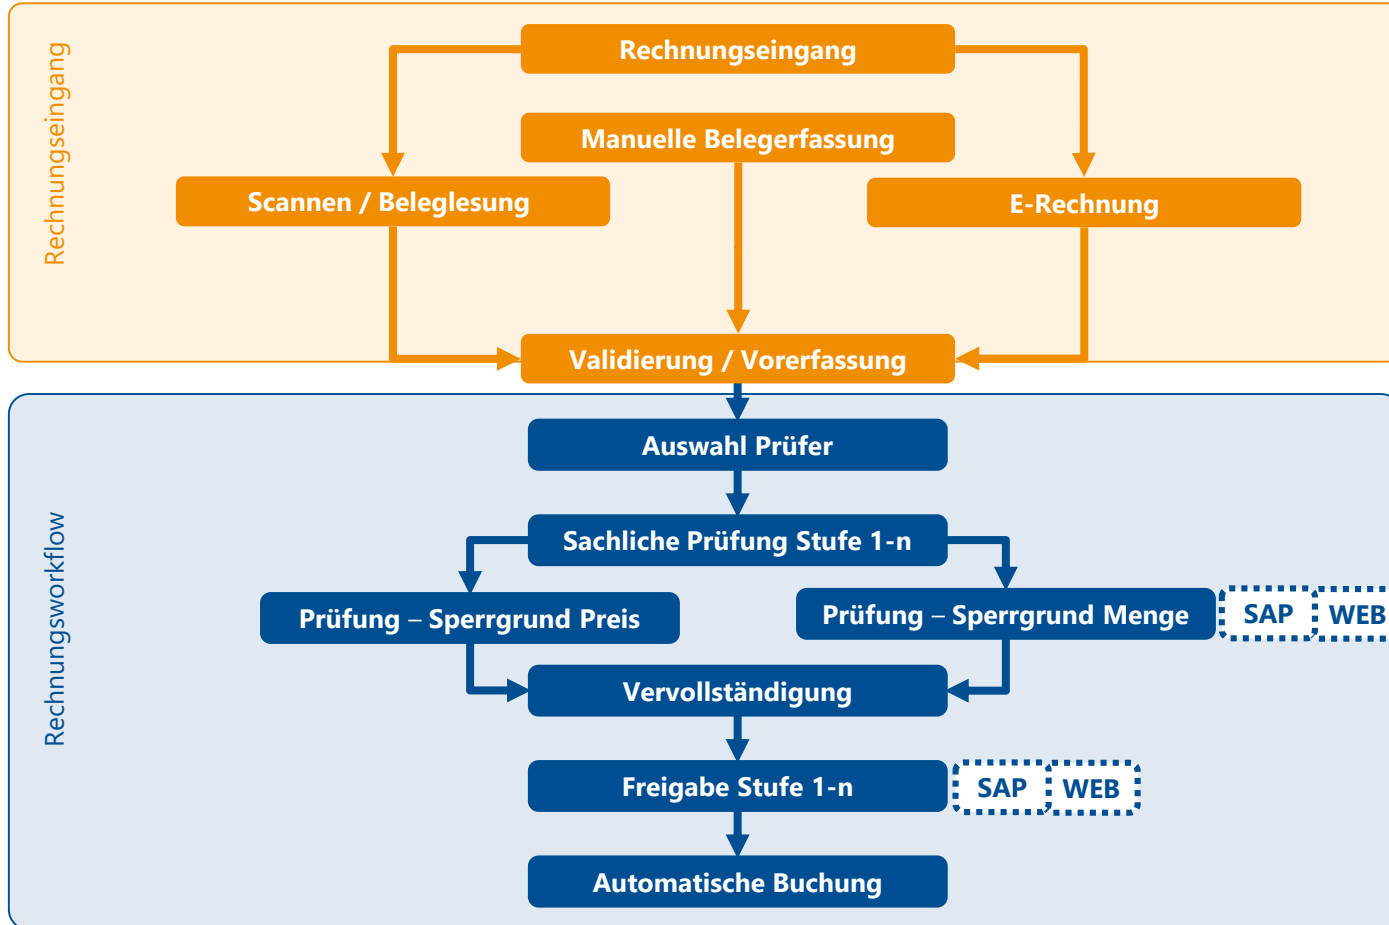 Rechnungseingang
Rechnungseingang
Manuelle Belegerfassung
Scannen / Beleglesung
E-Rechnung
Validierung / Vorerfassung
Rechnungsworkflow
Auswahl Prüfer
Sachliche Prüfung Stufe 1-n
Prüfung – Sperrgrund Preis
Prüfung – Sperrgrund Menge
SAP
WEB
Vervollständigung
Freigabe Stufe 1-n
SAP
WEB
Automatische Buchung